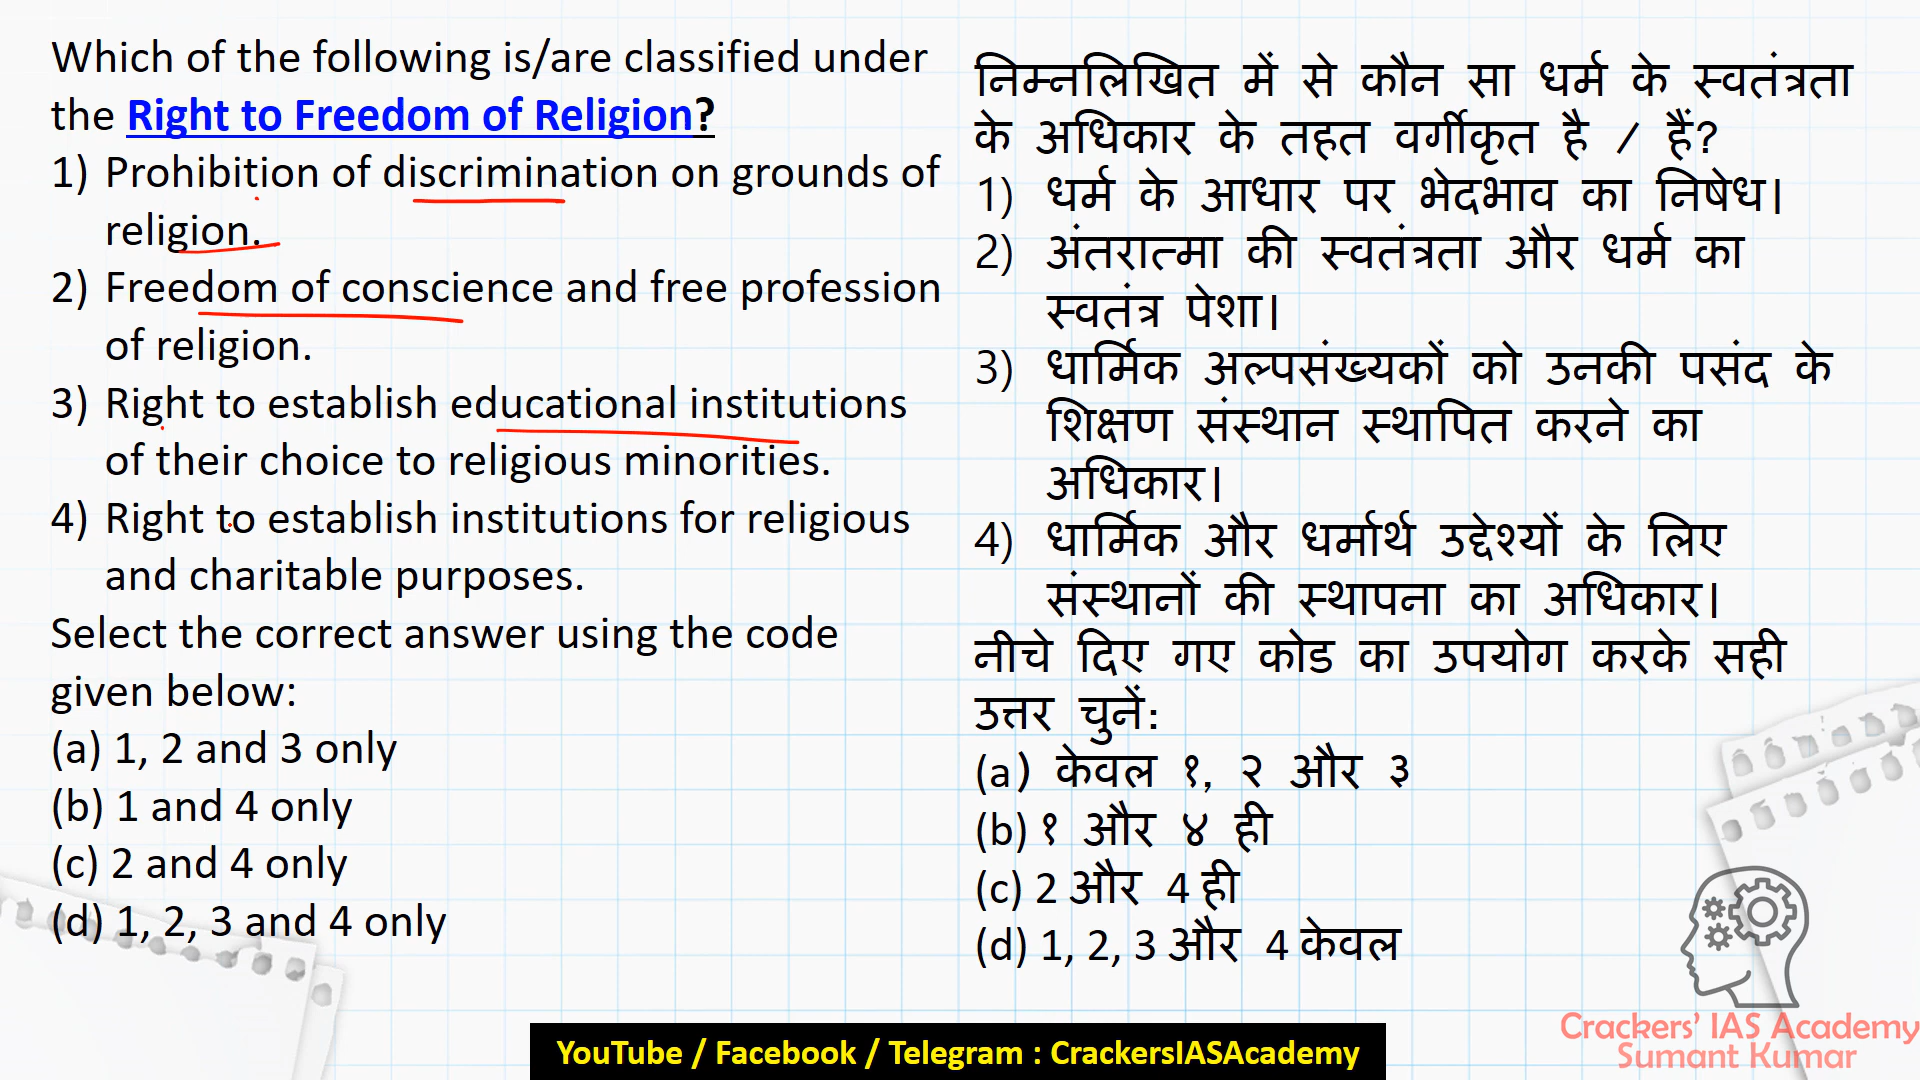 Which of the following is/are classified under
the Right to Freedom of Religion?
1) Prohibition of discrimination on grounds of
religion.
2) Freedom of conscience and free profession
of religion.
3) Right to establish educational institutions
of their choice to religious minorities.
4) Right to establish institutions for religious
and charitable purposes.
Select the correct answer using the code
given below:
(a) 1, 2 and 3 only
(b) 1 and 4 only
(c) 2 and 4 only
(d) 1, 2, 3 and 4 only
निम्नलिखित में से कौन सा धर्म के स्वतंत्रता
के अधिकार के तहत वर्गीकृत है / हैं?
1) धर्म के आधार पर भेदभाव का निषेध।
2) अंतरात्मा की स्वतंत्रता और धर्म का
स्वतंत्र पेशा।
3) धार्मिक अल्पसंख्यकों को उनकी पसंद के
शिक्षण संस्थान स्थापित करने का
अधिकार।
4) धार्मिक और धर्मार्थ उद्देश्यों के लिए
संस्थानों की स्थापना का अधिकार।
नीचे दिए गए कोड का उपयोग करके सही
उत्तर चुनें:
(a) केवल १, २ और ३
(b) १ और ४ ही
(c) 2 और 4 ही
(d) 1, 2, 3 और 4 केवल
Crackers' IAS Academy
Sumant Kumar
YouTube / Facebook / Telegram : CrackersIASAcademy